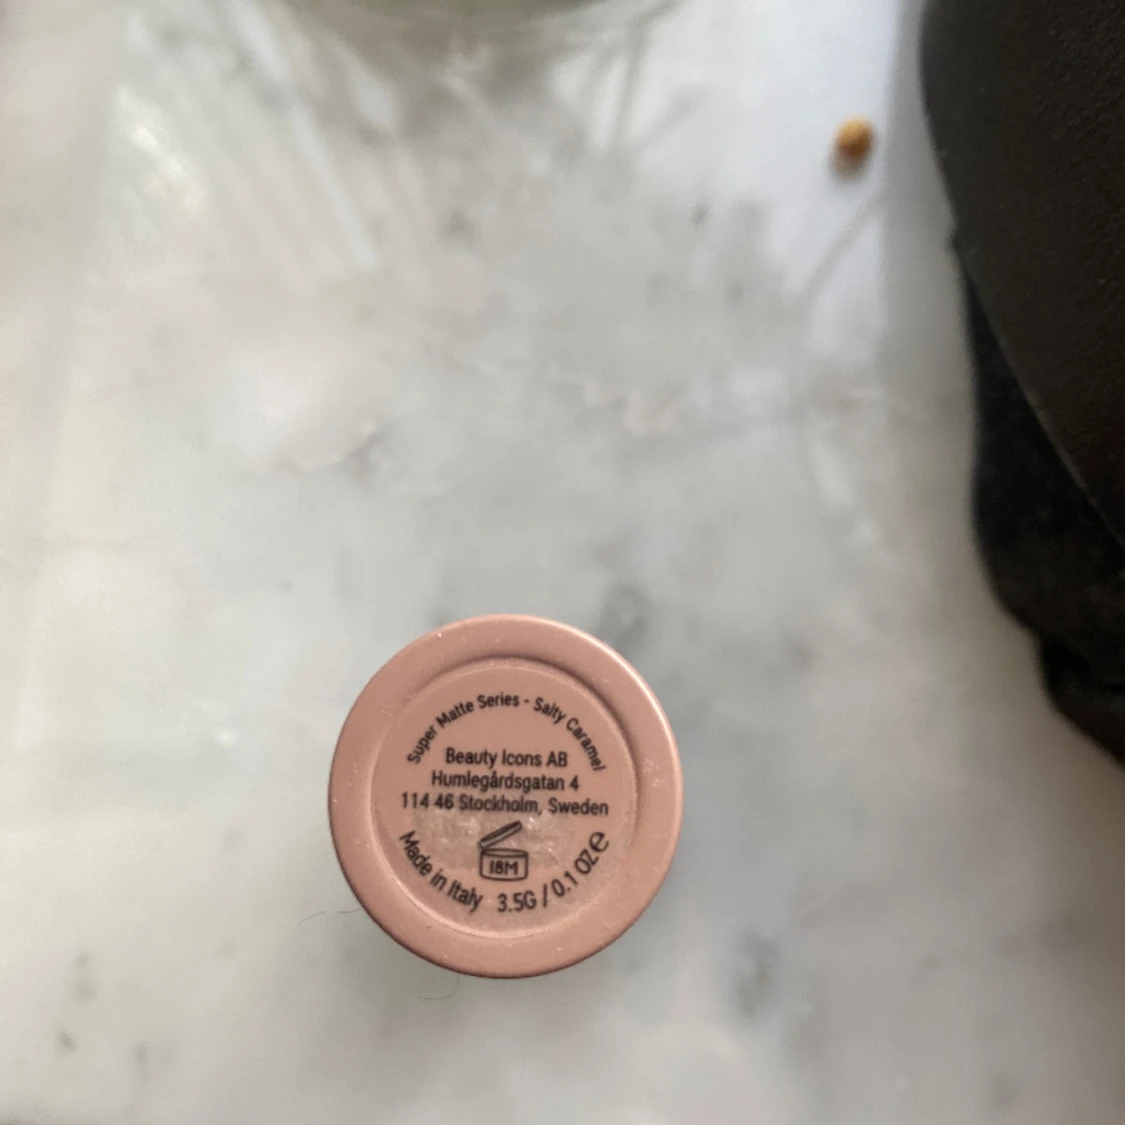 Super Matte Series - Salty Caramel
Beauty Icons AB
Humlegårdsgatan 4
114 46 Stockholm, Sweden
18M
Made in Italy 3.5G / 0.1 OZ ℮